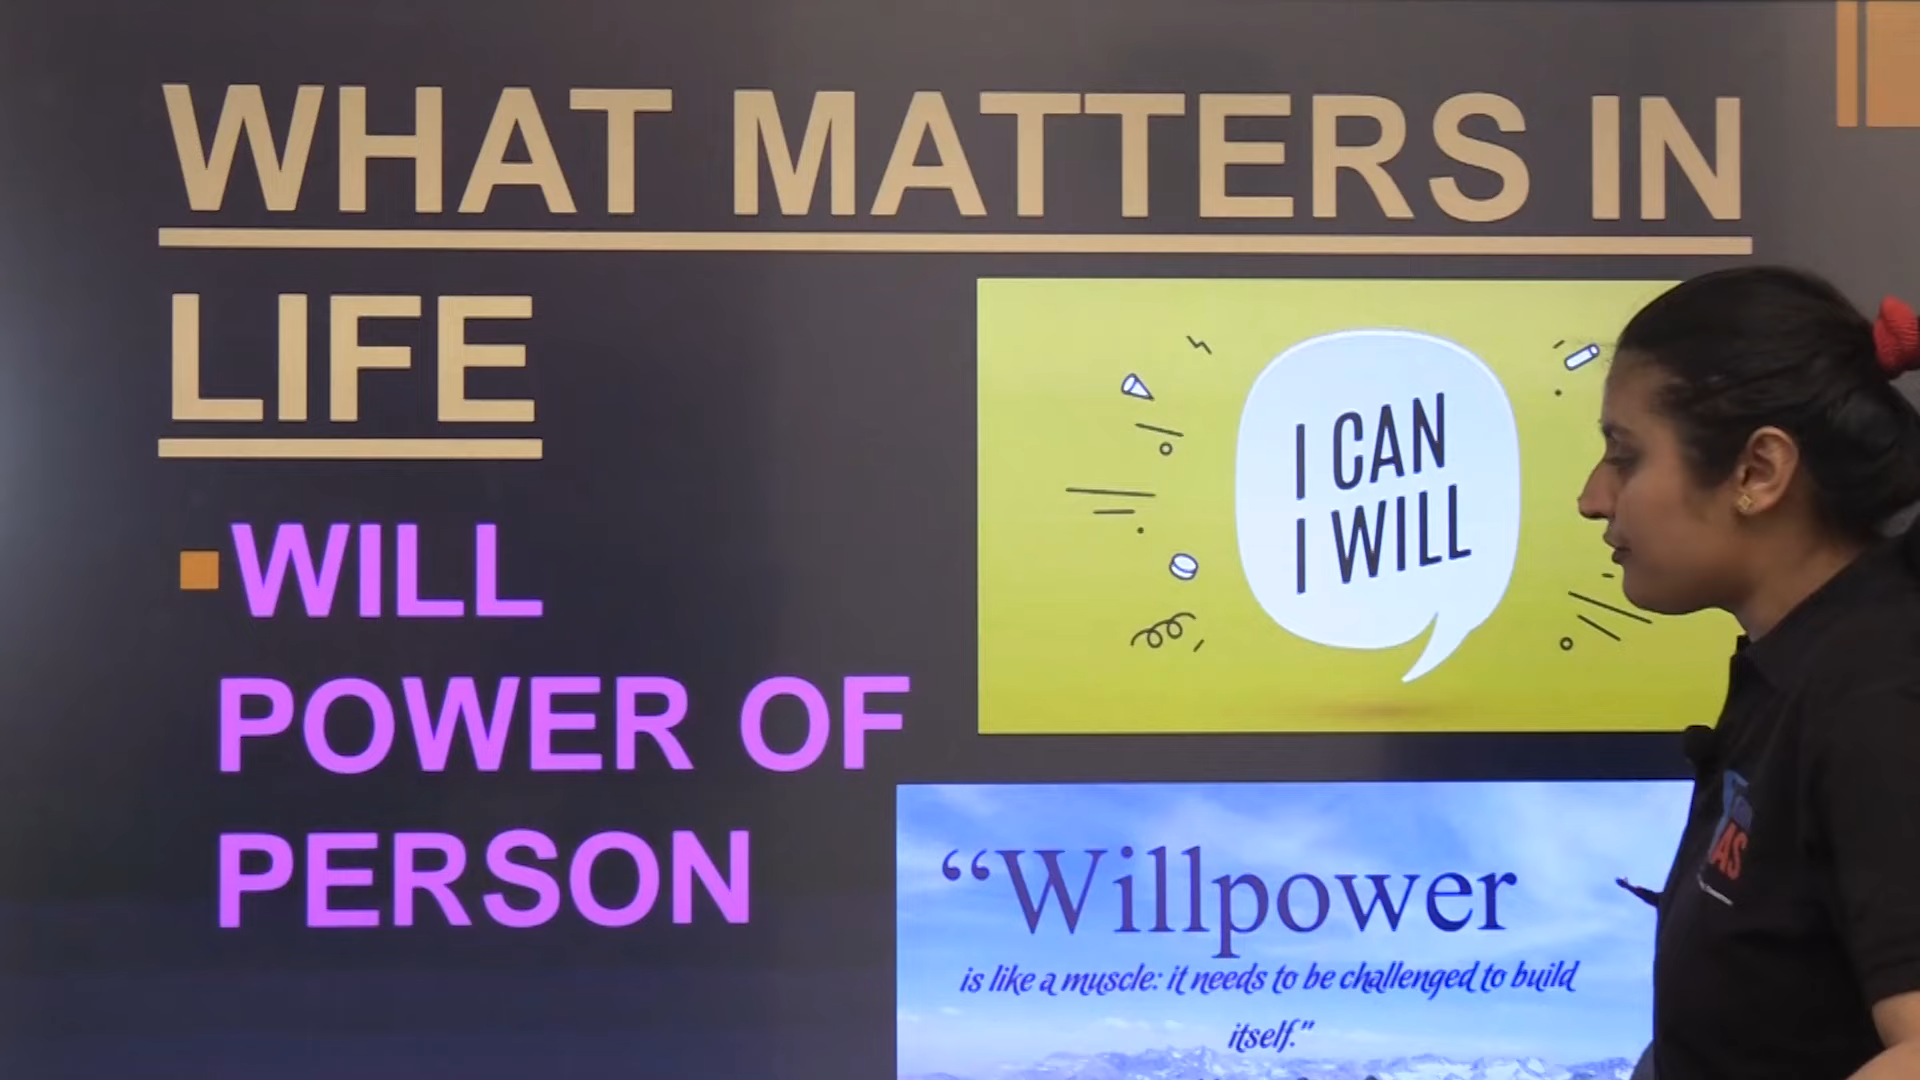 WHAT MATTERS IN
LIFE
WILL
POWER OF
PERSON
I CAN
I WILL
“Willpower
is like a muscle: it needs to be challenged to build
itself.”